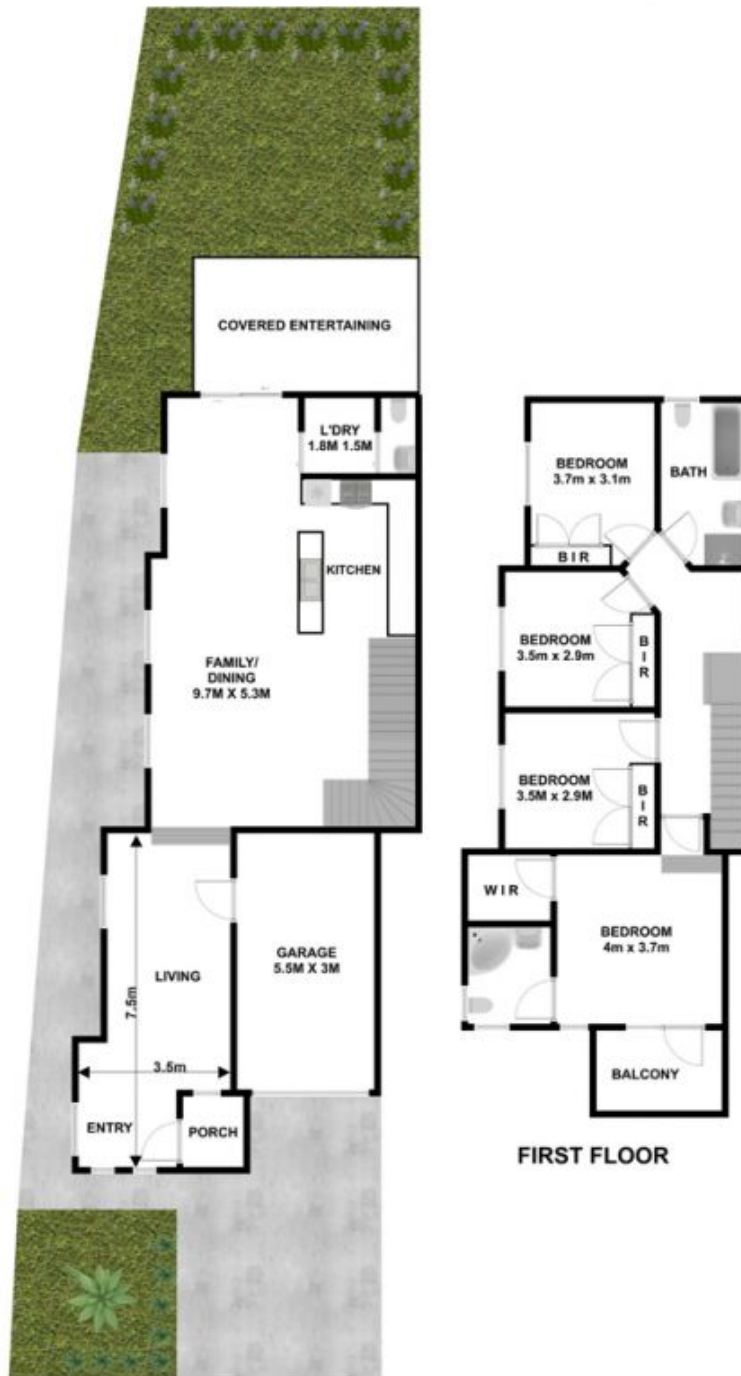 COVERED ENTERTAINING
L'DRY
1.8M 1.5M
KITCHEN
FAMILY/
DINING
9.7M X 5.3M
GARAGE
5.5M X 3M
LIVING
7.5m
3.5m
ENTRY
PORCH
BEDROOM
3.7m x 3.1m
BATH
B I R
BEDROOM
3.5m x 2.9m
B
I
R
BEDROOM
3.5M x 2.9M
B
I
R
W I R
BEDROOM
4m x 3.7m
BALCONY
FIRST FLOOR